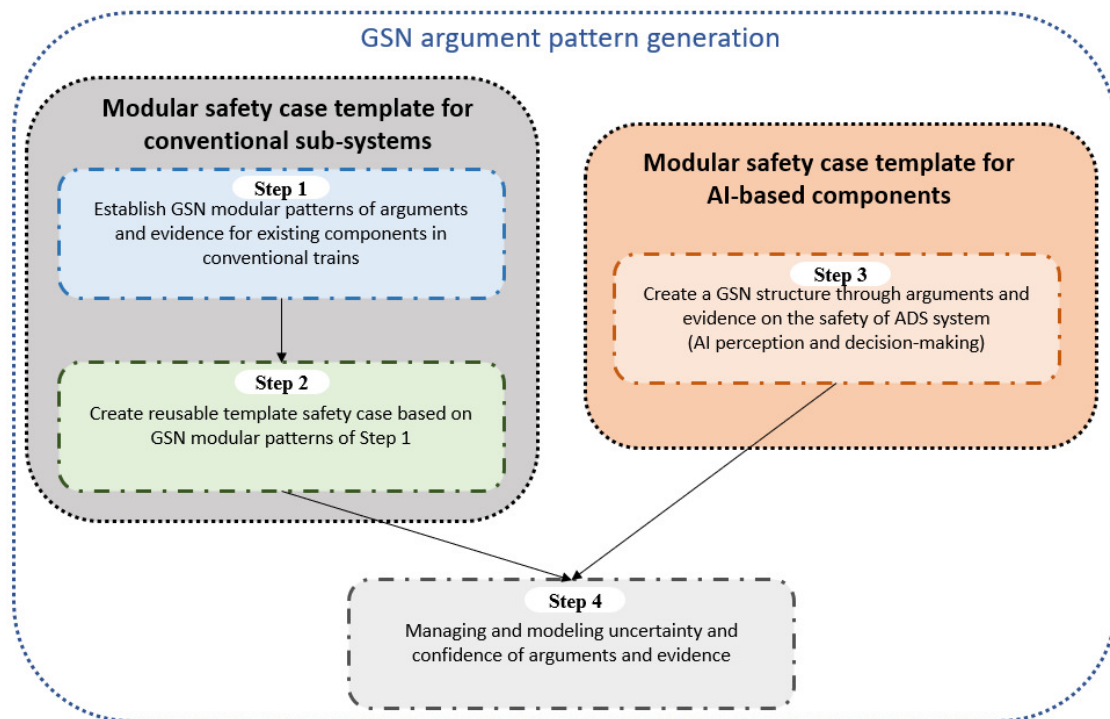 GSN argument pattern generation
Modular safety case template for
conventional sub-systems
Step 1
Establish GSN modular patterns of arguments
and evidence for existing components in
conventional trains
Step 2
Create reusable template safety case based on
GSN modular patterns of Step 1
Modular safety case template for
AI-based components
Step 3
Create a GSN structure through arguments and
evidence on the safety of ADS system
(AI perception and decision-making)
Step 4
Managing and modeling uncertainty and
confidence of arguments and evidence